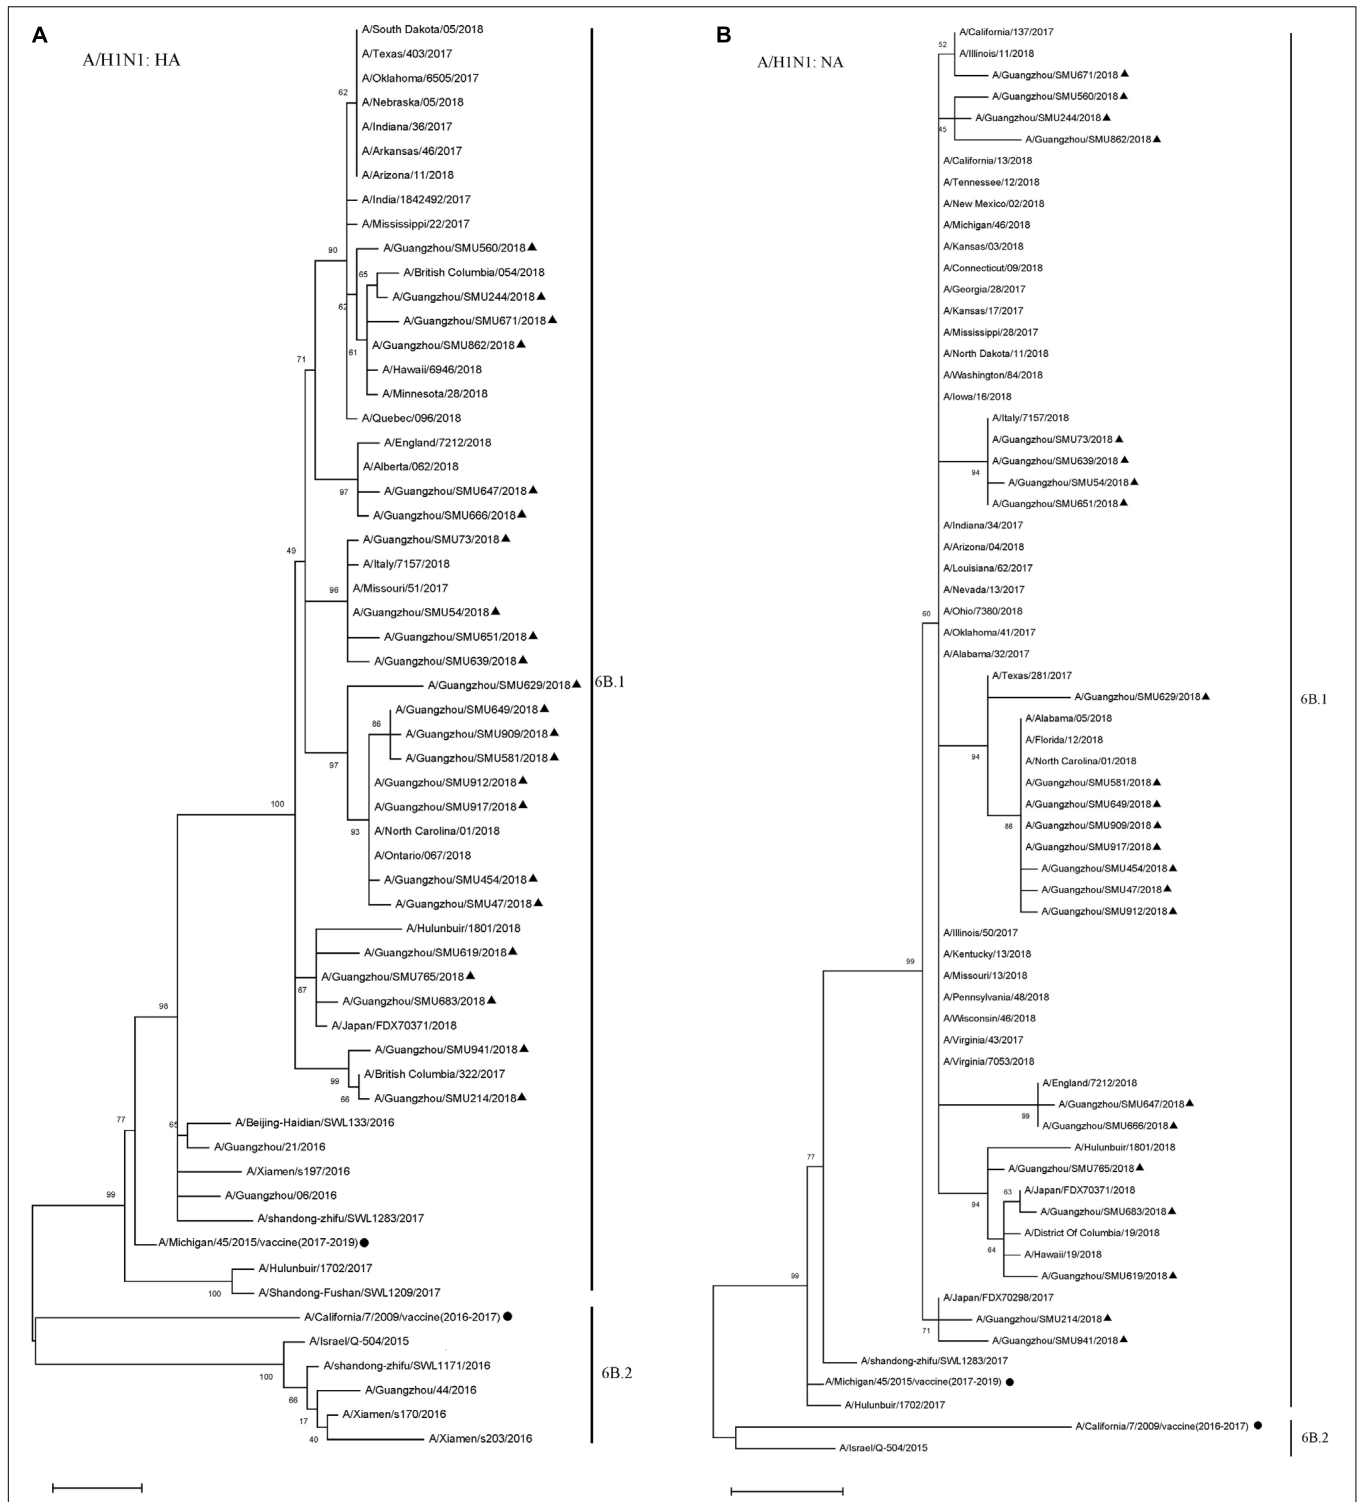 A
A/H1N1: HA
A/South Dakota/05/2018
A/Texas/403/2017
62
A/Oklahoma/6505/2017
A/Nebraska/05/2018
A/Indiana/36/2017
A/Arkansas/46/2017
A/Arizona/11/2018
A/India/1842492/2017
A/Mississippi/22/2017
90
A/Guangzhou/SMU560/2018▲
65
A/British Columbia/054/2018
62
A/Guangzhou/SMU244/2018▲
A/Guangzhou/SMU671/2018▲
61
A/Guangzhou/SMU862/2018▲
71
A/Hawaii/6946/2018
A/Minnesota/28/2018
A/Quebec/096/2018
A/England/7212/2018
A/Alberta/062/2018
97
A/Guangzhou/SMU647/2018▲
A/Guangzhou/SMU666/2018▲
49
A/Guangzhou/SMU73/2018▲
A/Italy/7157/2018
96
A/Missouri/51/2017
A/Guangzhou/SMU54/2018▲
A/Guangzhou/SMU651/2018▲
A/Guangzhou/SMU639/2018▲
A/Guangzhou/SMU629/2018▲
6B.1
A/Guangzhou/SMU649/2018▲
86
A/Guangzhou/SMU909/2018▲
97
A/Guangzhou/SMU581/2018▲
A/Guangzhou/SMU912/2018▲
100
A/Guangzhou/SMU917/2018▲
93
A/North Carolina/01/2018
A/Ontario/067/2018
A/Guangzhou/SMU454/2018▲
A/Guangzhou/SMU47/2018▲
A/Hulunbuir/1801/2018
A/Guangzhou/SMU619/2018▲
A/Guangzhou/SMU765/2018▲
67
A/Guangzhou/SMU683/2018▲
98
A/Japan/FDX70371/2018
A/Guangzhou/SMU941/2018▲
99
A/British Columbia/322/2017
66
A/Guangzhou/SMU214/2018▲
77
65
A/Beijing-Haidian/SWL133/2016
A/Guangzhou/21/2016
A/Xiamen/s197/2016
99
A/Guangzhou/06/2016
A/shandong-zhifu/SWL1283/2017
A/Michigan/45/2015/vaccine(2017-2019)●
A/Hulunbuir/1702/2017
100
A/Shandong-Fushan/SWL1209/2017
A/California/7/2009/vaccine(2016-2017)●
A/Israel/Q-504/2015
100
A/shandong-zhifu/SWL1171/2016
6B.2
66
A/Guangzhou/44/2016
17
A/Xiamen/s170/2016
40
A/Xiamen/s203/2016
B
A/H1N1: NA
A/California/137/2017
52
A/Illinois/11/2018
A/Guangzhou/SMU671/2018▲
A/Guangzhou/SMU560/2018▲
45
A/Guangzhou/SMU244/2018▲
A/Guangzhou/SMU862/2018▲
A/California/13/2018
A/Tennessee/12/2018
A/New Mexico/02/2018
A/Michigan/46/2018
A/Kansas/03/2018
A/Connecticut/09/2018
A/Georgia/28/2017
A/Kansas/17/2017
A/Mississippi/28/2017
A/North Dakota/11/2018
A/Washington/84/2018
A/Iowa/16/2018
A/Italy/7157/2018
A/Guangzhou/SMU73/2018▲
A/Guangzhou/SMU639/2018▲
94
A/Guangzhou/SMU54/2018▲
A/Guangzhou/SMU651/2018▲
A/Indiana/34/2017
A/Arizona/04/2018
A/Louisiana/62/2017
A/Nevada/13/2017
60
A/Ohio/7380/2018
A/Oklahoma/41/2017
A/Alabama/32/2017
A/Texas/281/2017
A/Guangzhou/SMU629/2018▲
6B.1
A/Alabama/05/2018
A/Florida/12/2018
94
A/North Carolina/01/2018
A/Guangzhou/SMU581/2018▲
A/Guangzhou/SMU649/2018▲
86
A/Guangzhou/SMU909/2018▲
A/Guangzhou/SMU917/2018▲
A/Guangzhou/SMU454/2018▲
A/Guangzhou/SMU47/2018▲
A/Guangzhou/SMU912/2018▲
A/Illinois/50/2017
99
A/Kentucky/13/2018
A/Missouri/13/2018
A/Pennsylvania/48/2018
A/Wisconsin/46/2018
A/Virginia/43/2017
A/Virginia/7053/2018
A/England/7212/2018
A/Guangzhou/SMU647/2018▲
99
A/Guangzhou/SMU666/2018▲
A/Hulunbuir/1801/2018
77
A/Guangzhou/SMU765/2018▲
63
A/Japan/FDX70371/2018
94
A/Guangzhou/SMU683/2018▲
A/District Of Columbia/19/2018
64
A/Hawaii/19/2018
99
A/Guangzhou/SMU619/2018▲
A/Japan/FDX70298/2017
A/Guangzhou/SMU214/2018▲
71
A/Guangzhou/SMU941/2018▲
A/shandong-zhifu/SWL1283/2017
A/Michigan/45/2015/vaccine(2017-2019) ●
A/Hulunbuir/1702/2017
A/California/7/2009/vaccine(2016-2017) ●
6B.2
A/Israel/Q-504/2015